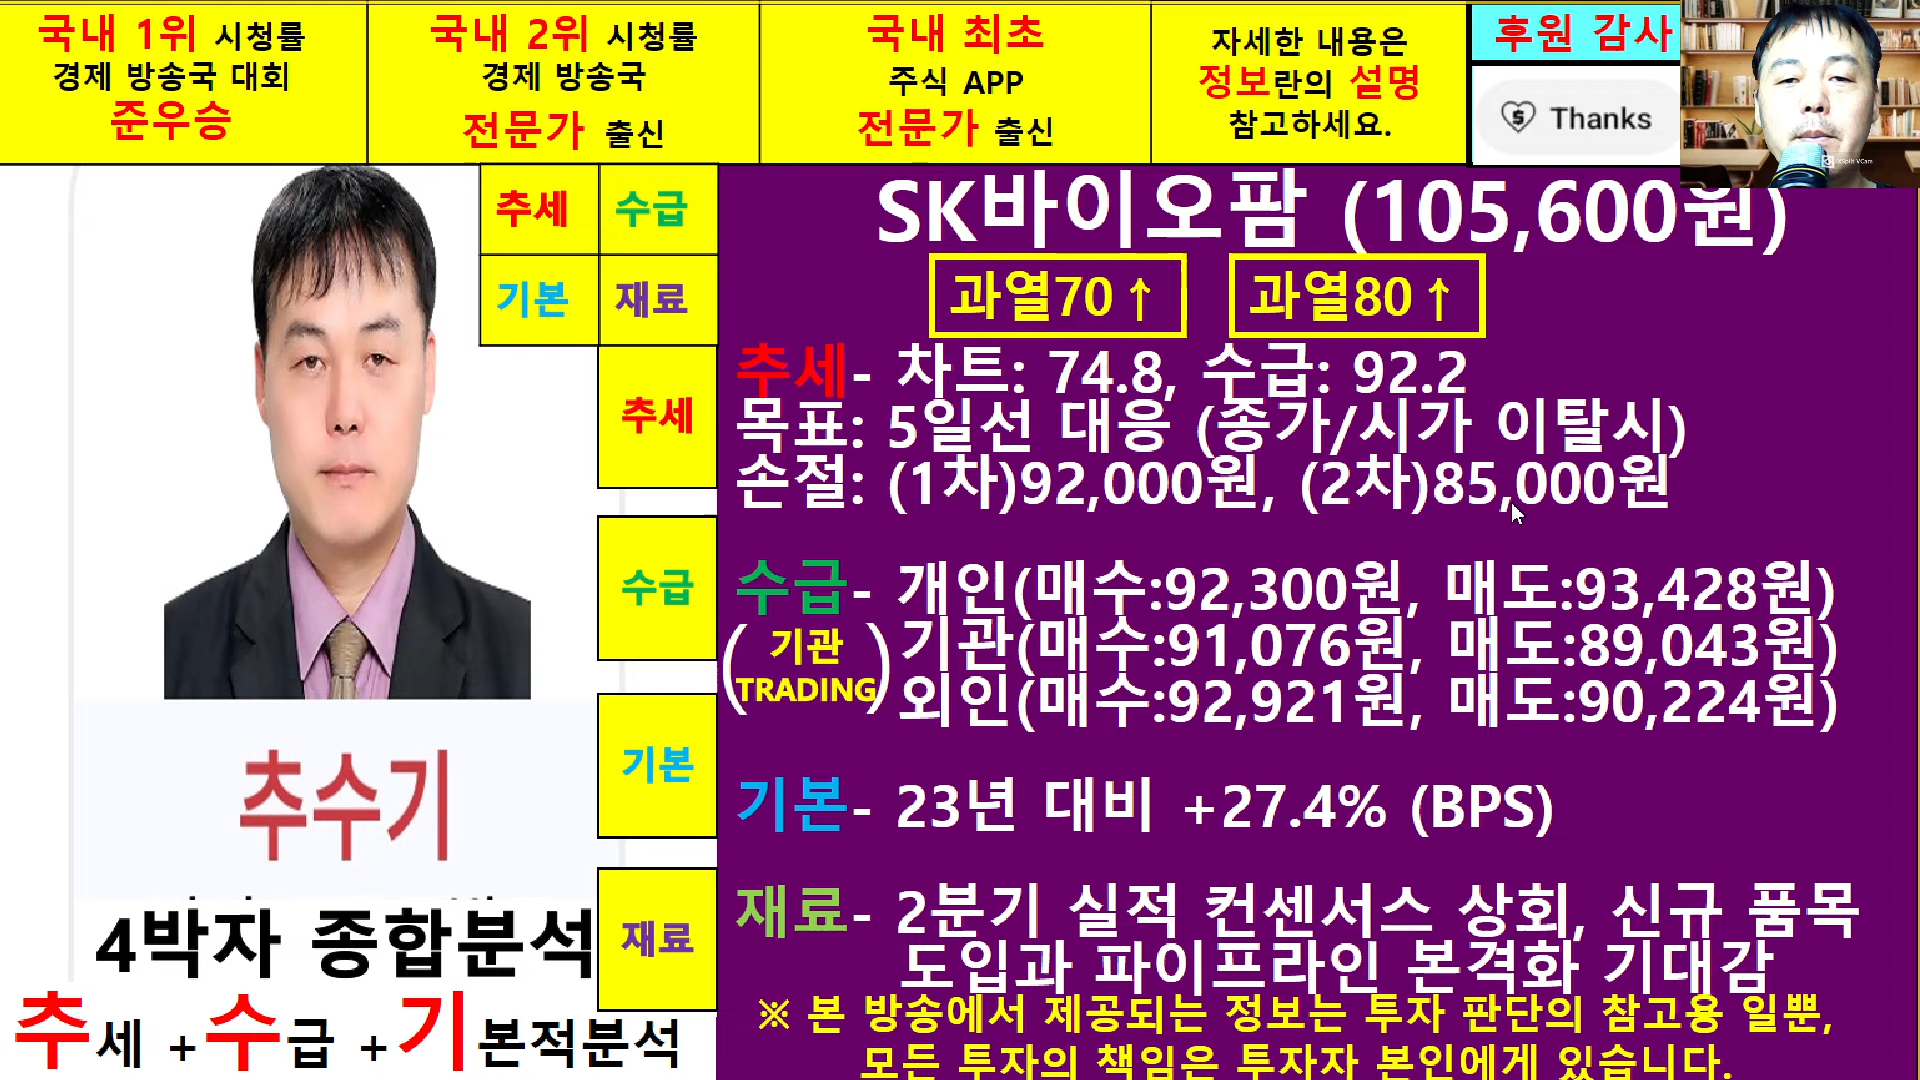 국내 1위 시청률
경제 방송국 대회
준우승
국내 2위 시청률
경제 방송국
전문가 출신
국내 최초
주식 APP
전문가 출신
자세한 내용은
정보란의 설명
참고하세요.
후원 감사
Thanks
XSplit VCam
추세
수급
기본
재료
추세
수급
기본
재료
추수기
4박자 종합분석
추세 +수급 +기본적분석
SK바이오팜 (105,600원)
과열70↑
과열80↑
추세- 차트: 74.8, 수급: 92.2
목표: 5일선 대응 (종가/시가 이탈시)
손절: (1차)92,000원, (2차)85,000원
수급- 개인(매수:92,300원, 매도:93,428원)
(기관 TRADING) 기관(매수:91,076원, 매도:89,043원)
외인(매수:92,921원, 매도:90,224원)
기본- 23년 대비 +27.4% (BPS)
재료- 2분기 실적 컨센서스 상회, 신규 품목
도입과 파이프라인 본격화 기대감
※ 본 방송에서 제공되는 정보는 투자 판단의 참고용 일뿐,
모든 투자의 책임은 투자자 본인에게 있습니다.